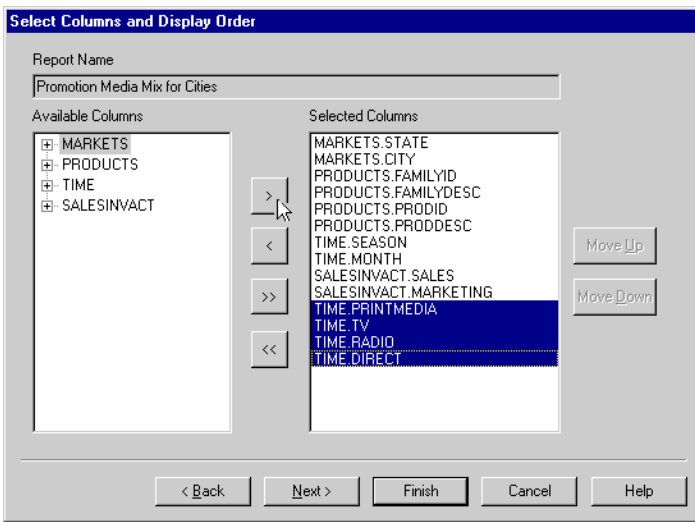 Select Columns and Display Order
Report Name
Promotion Media Mix for Cities
Available Columns
MARKETS
PRODUCTS
TIME
SALESINVACT
>
<
>>
<<
Selected Columns
MARKETS.STATE
MARKETS.CITY
PRODUCTS.FAMILYID
PRODUCTS.FAMILYDESC
PRODUCTS.PRODID
PRODUCTS.PRODDESC
TIME.SEASON
TIME.MONTH
SALESINVACT.SALES
SALESINVACT.MARKETING
TIME.PRINTMEDIA
TIME.TV
TIME.RADIO
TIME.DIRECT
Move Up
Move Down
< Back
Next >
Finish
Cancel
Help